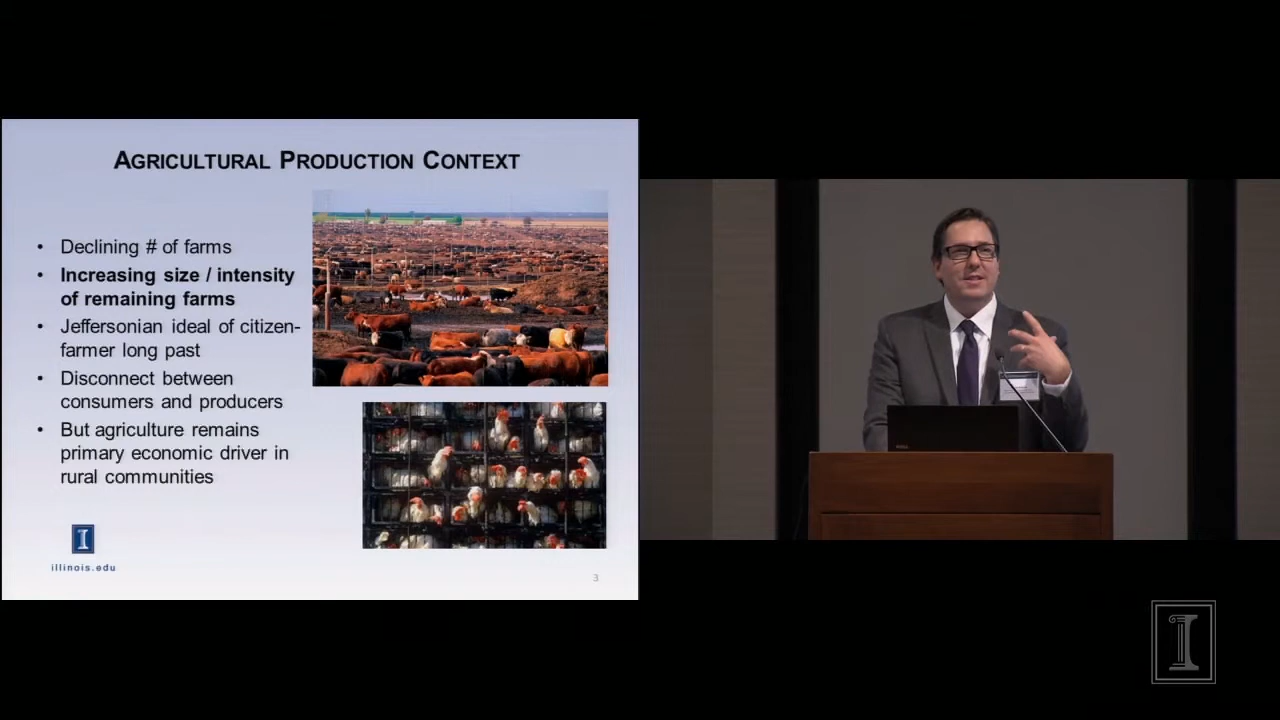 AGRICULTURAL PRODUCTION CONTEXT
• Declining # of farms
• Increasing size / intensity
of remaining farms
• Jeffersonian ideal of citizen-
farmer long past
• Disconnect between
consumers and producers
• But agriculture remains
primary economic driver in
rural communities
I
illinois.edu
3
I